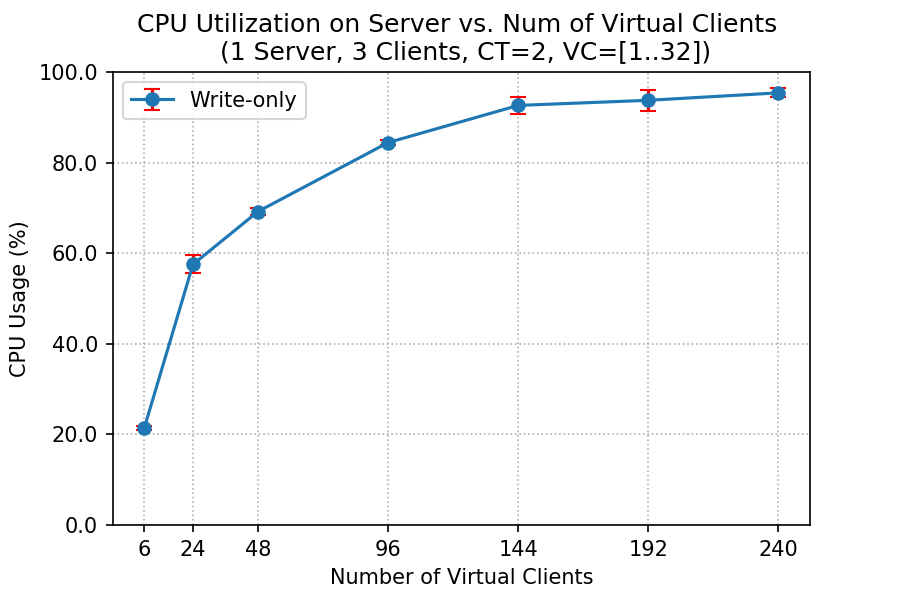 CPU Utilization on Server vs. Num of Virtual Clients
(1 Server, 3 Clients, CT=2, VC=[1..32])
Write-only
CPU Usage (%)
100.0
80.0
60.0
40.0
20.0
0.0
6 24 48 96 144 192 240
Number of Virtual Clients